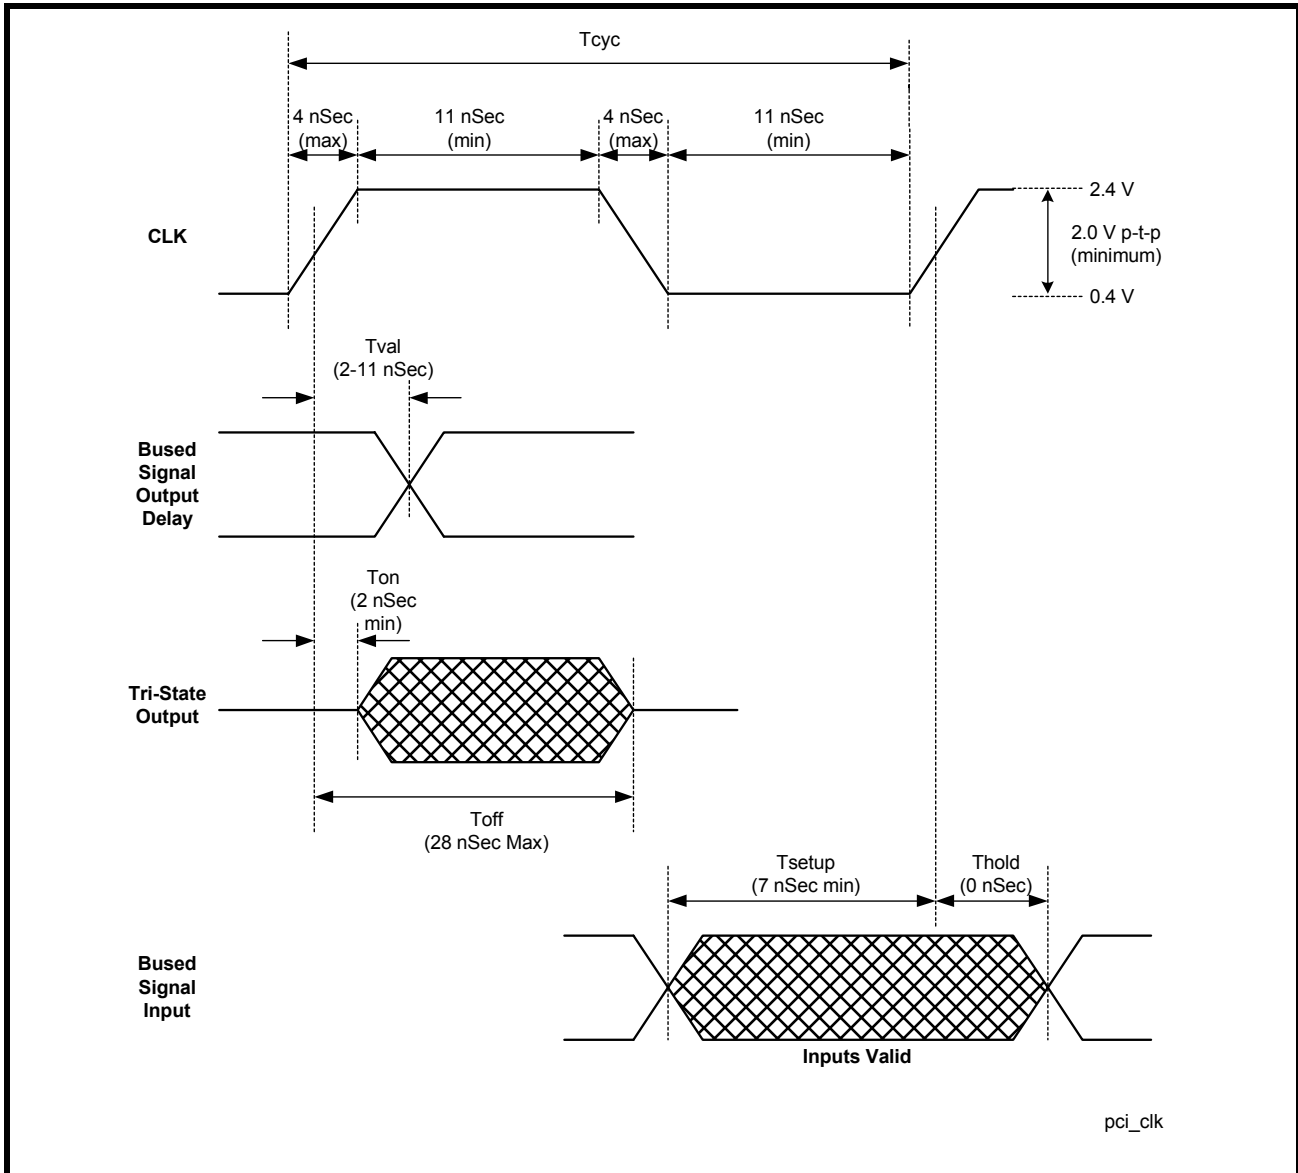 Tcyc
4 nSec
(max)
11 nSec
(min)
4 nSec
(max)
11 nSec
(min)
2.4 V
CLK
2.0 V p-t-p
(minimum)
0.4 V
Tval
(2-11 nSec)
Bused
Signal
Output
Delay
Ton
(2 nSec
min)
Tri-State
Output
Toff
(28 nSec Max)
Tsetup
(7 nSec min)
Thold
(0 nSec)
Bused
Signal
Input
Inputs Valid
pci_clk